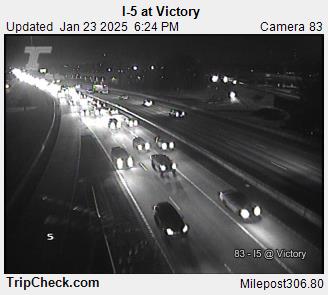 I-5 at Victory
Updated Jan 23 2025 6:24 PM Camera 83
S
83 - I5 @ Victory
TripCheck.com Milepost306.80